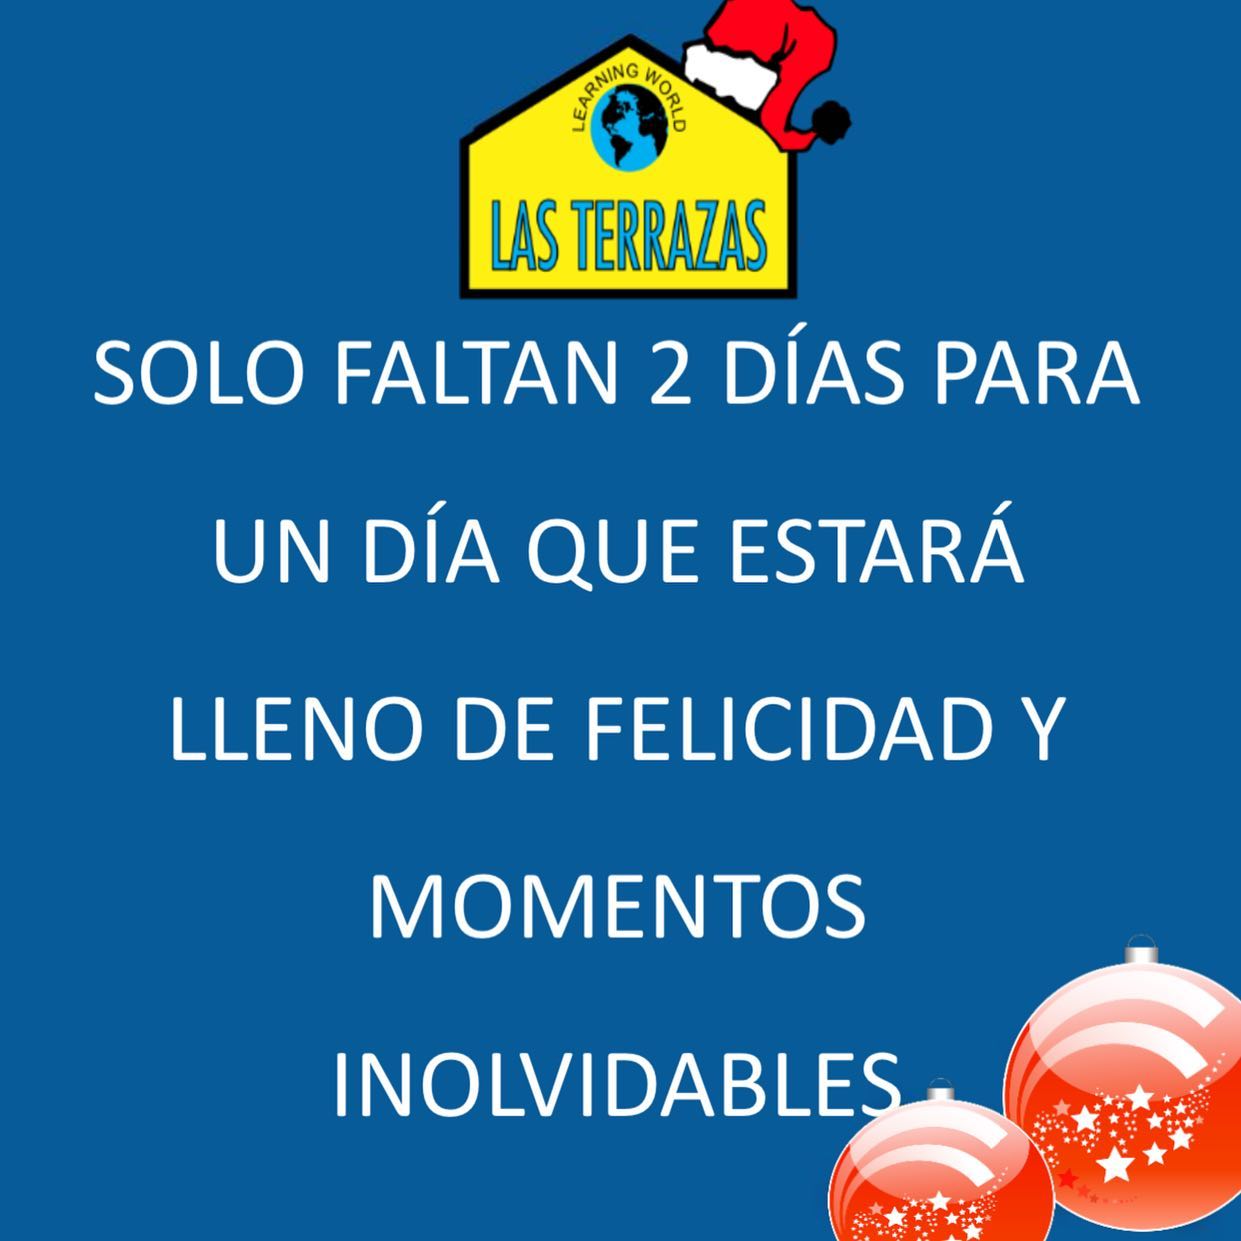 LEARNING WORLD
LAS TERRAZAS
SOLO FALTAN 2 DÍAS PARA
UN DÍA QUE ESTARÁ
LLENO DE FELICIDAD Y
MOMENTOS
INOLVIDABLES